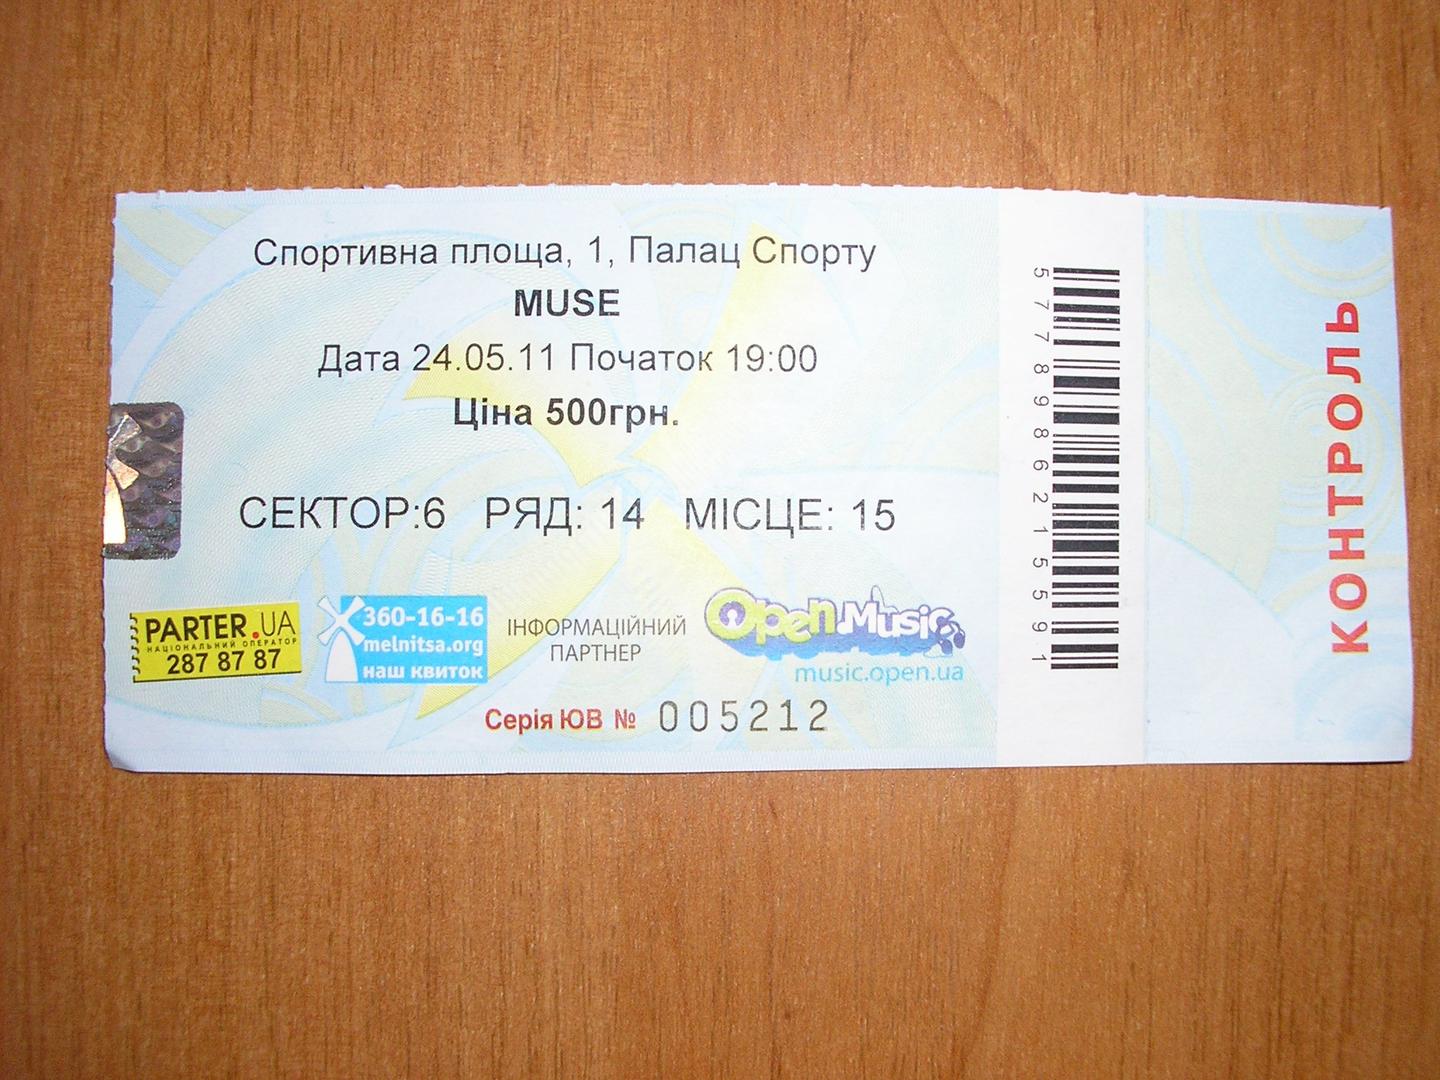 Спортивна площа, 1, Палац Спорту
MUSE
Дата 24.05.11 Початок 19:00
Ціна 500грн.
СЕКТОР:6 РЯД: 14 МІСЦЕ: 15
PARTER.UA
НАЦІОНАЛЬНИЙ ОПЕРАТОР
287 87 87
360-16-16
melnitsa.org
наш квиток
ІНФОРМАЦІЙНИЙ
ПАРТНЕР
Open Music
music.open.ua
Серія ЮВ № 005212
5778986215591
КОНТРОЛЬ